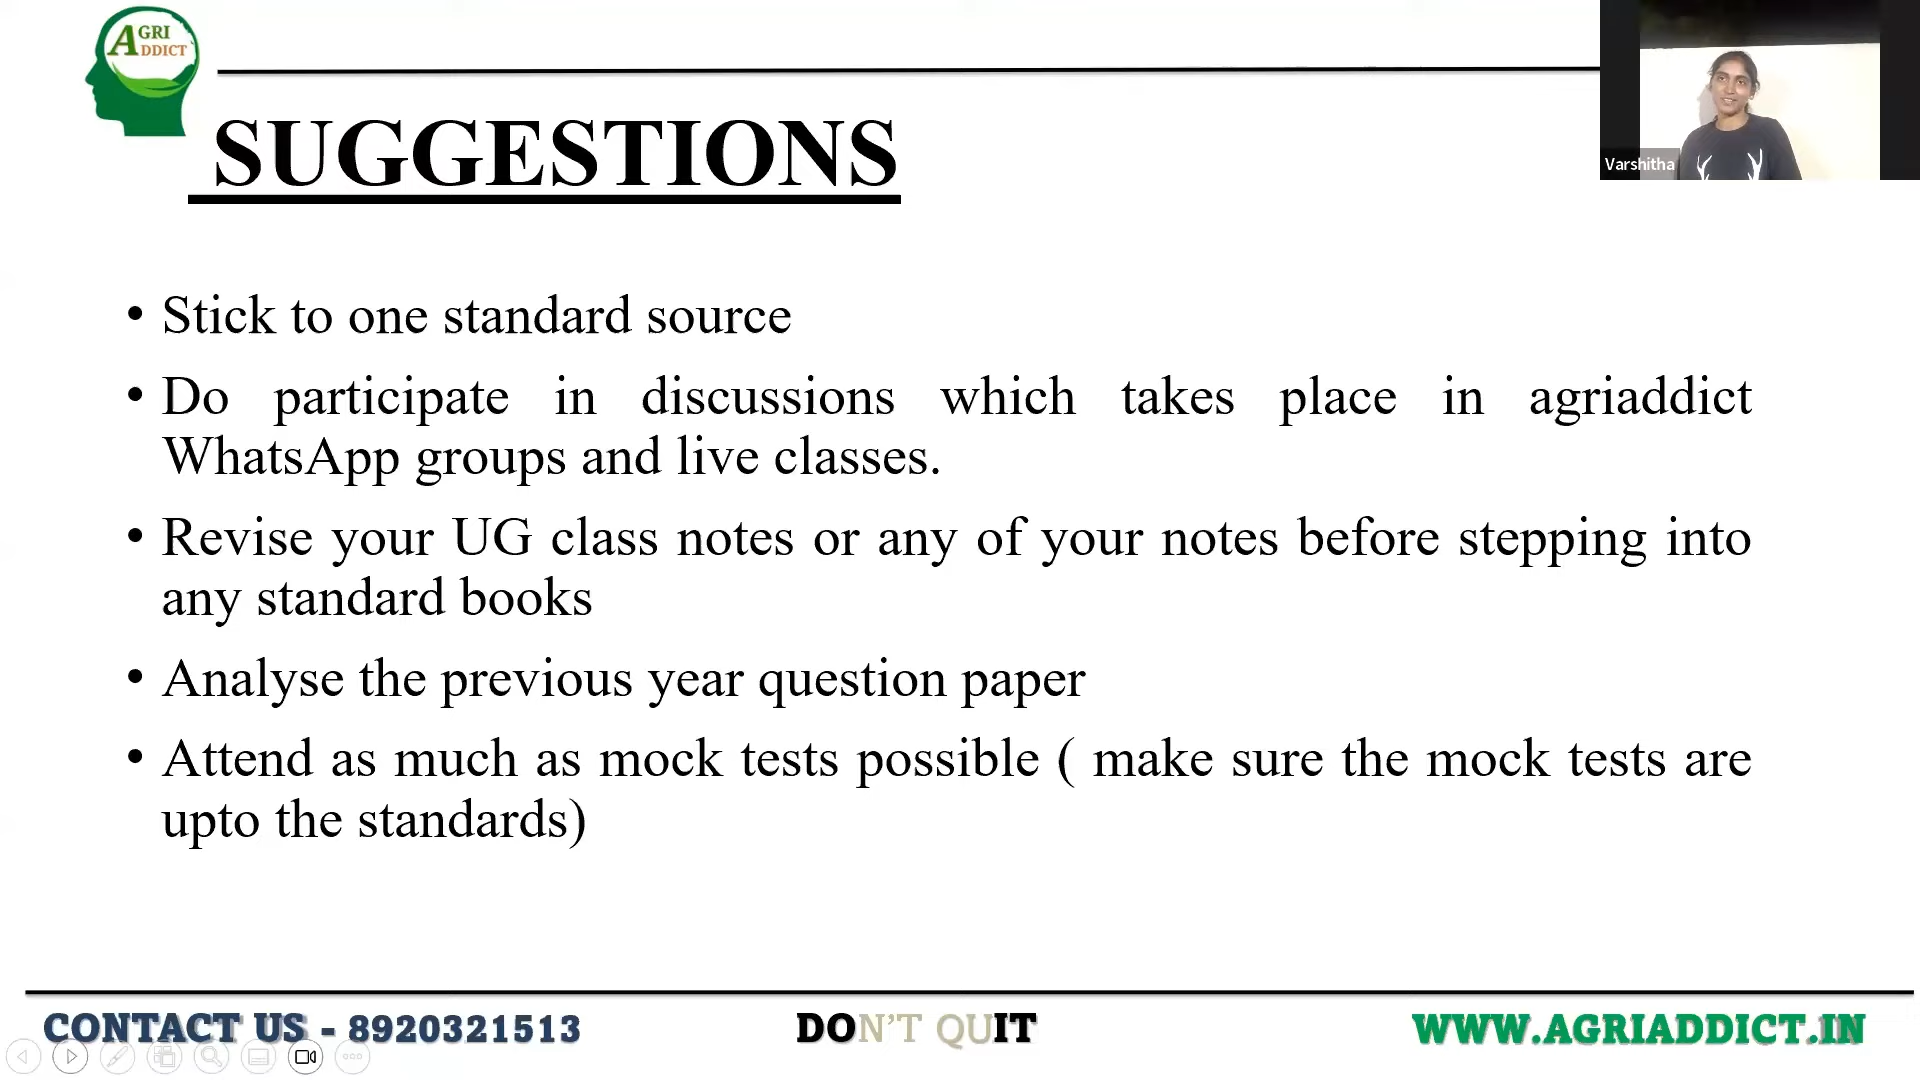 AGRI
ADDICT
Varshitha
SUGGESTIONS
• Stick to one standard source
• Do participate in discussions which takes place in agriaddict
WhatsApp groups and live classes.
• Revise your UG class notes or any of your notes before stepping into
any standard books
• Analyse the previous year question paper
• Attend as much as mock tests possible ( make sure the mock tests are
upto the standards)
CONTACT US - 8920321513
DON'T QUIT
WWW.AGRIADDICT.IN